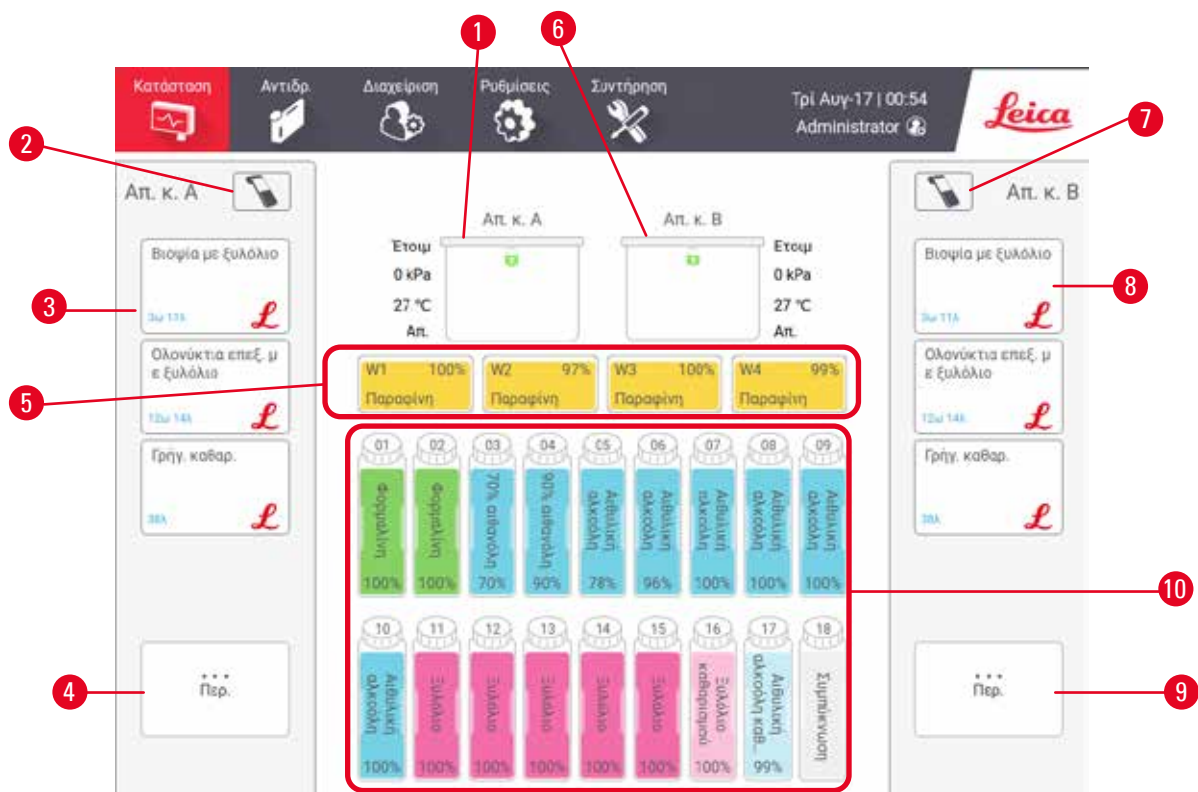 1
6
Κατάσταση
Αντιδρ.
Διαχείριση
Ρυθμίσεις
Συντήρηση
Τρί Αυγ-17 | 00:54
Administrator
Leica
2
7
Απ. κ. A
Απ. κ. B
Απ. κ. A
Απ. κ. B
Έτοιμ
0 kPa
27 °C
Απ.
Έτοιμ
0 kPa
27 °C
Απ.
3
Βιοψία με ξυλόλιο
3ω 11λ
Ολονύκτια επεξ. μ
ε ξυλόλιο
12ω 14λ
Γρήγ. καθαρ.
38λ
8
Βιοψία με ξυλόλιο
3ω 11λ
Ολονύκτια επεξ. μ
ε ξυλόλιο
12ω 14λ
Γρήγ. καθαρ.
38λ
5
W1 100%
Παραφίνη
W2 97%
Παραφίνη
W3 100%
Παραφίνη
W4 99%
Παραφίνη
01
Φορμαλίνη
100%
02
Φορμαλίνη
100%
03
70% αιθανόλη
70%
04
90% αιθανόλη
90%
05
Αιθυλική
αλκοόλη
78%
06
Αιθυλική
αλκοόλη
96%
07
Αιθυλική
αλκοόλη
100%
08
Αιθυλική
αλκοόλη
100%
09
Αιθυλική
αλκοόλη
100%
10
10
Αιθυλική
αλκοόλη
100%
11
Ξυλόλιο
100%
12
Ξυλόλιο
100%
13
Ξυλόλιο
100%
14
Ξυλόλιο
100%
15
Ξυλόλιο
100%
16
Ξυλόλιο
καθαρισμού
100%
17
Αιθυλική
αλκοόλη καθ...
99%
18
Συμπύκνωση
4
...
Περ.
9
...
Περ.